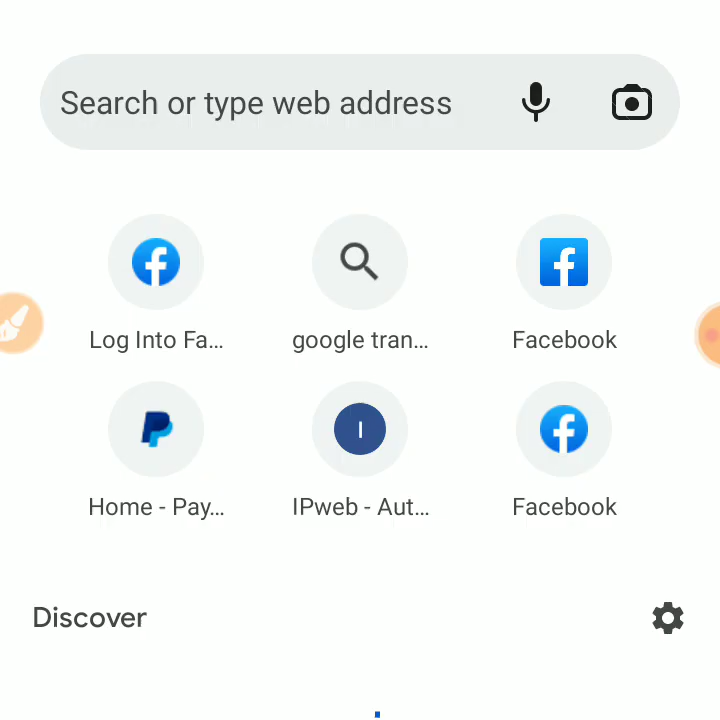 Search or type web address
Log Into Fa...
google tran...
Facebook
Home - Pay...
I
IPweb - Aut...
Facebook
Discover